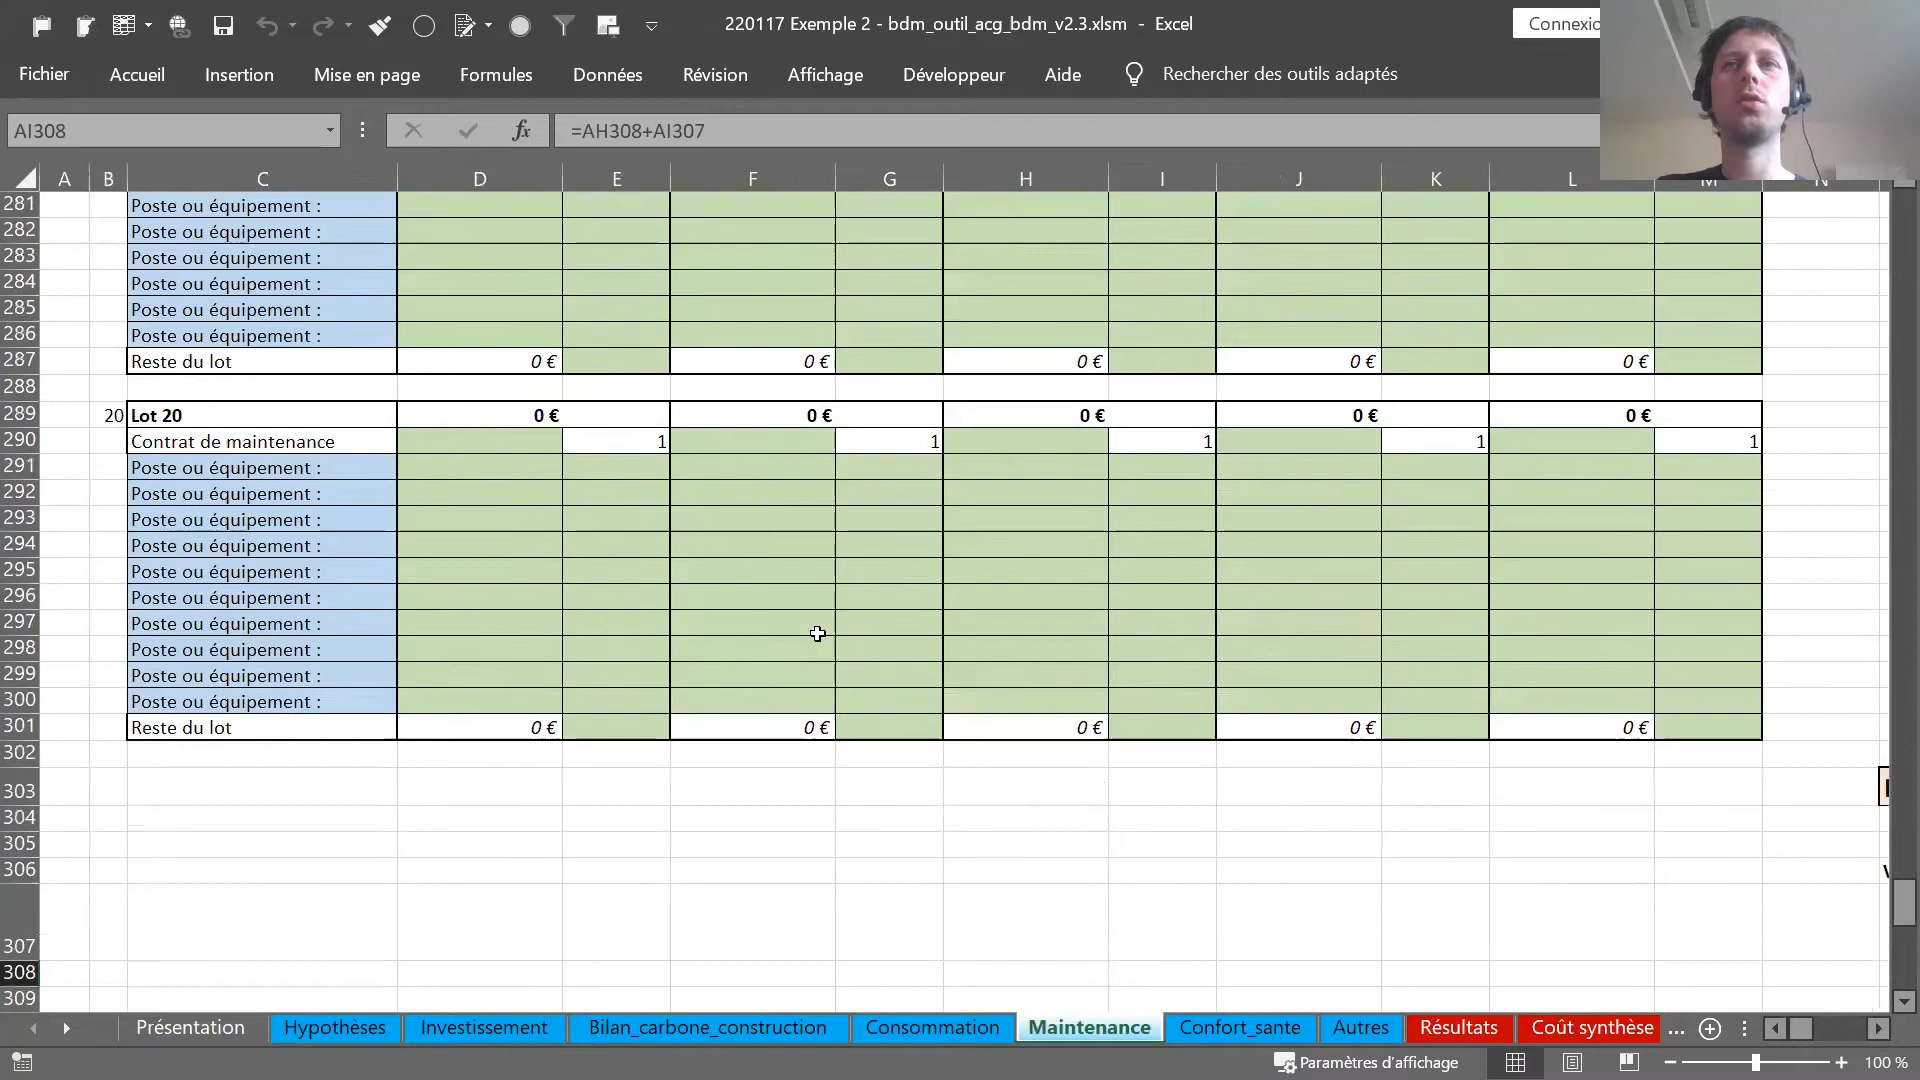 220117 Exemple 2 - bdm_outil_acg_bdm_v2.3.xlsm - Excel
Connexio
Fichier Accueil Insertion Mise en page Formules Données Révision Affichage Développeur Aide Rechercher des outils adaptés
AI308 fx =AH308+AI307
A B C D E F G H I J K L M N
281 Poste ou équipement :
282 Poste ou équipement :
283 Poste ou équipement :
284 Poste ou équipement :
285 Poste ou équipement :
286 Poste ou équipement :
287 Reste du lot 0 € 0 € 0 € 0 € 0 €
288
289 20 Lot 20 0 € 0 € 0 € 0 € 0 €
290 Contrat de maintenance 1 1 1 1 1
291 Poste ou équipement :
292 Poste ou équipement :
293 Poste ou équipement :
294 Poste ou équipement :
295 Poste ou équipement :
296 Poste ou équipement :
297 Poste ou équipement :
298 Poste ou équipement :
299 Poste ou équipement :
300 Poste ou équipement :
301 Reste du lot 0 € 0 € 0 € 0 € 0 €
302
303
304
305
306
307
308
309
Présentation Hypothèses Investissement Bilan_carbone_construction Consommation Maintenance Confort_sante Autres Résultats Coût synthèse ...
Paramètres d'affichage 100 %